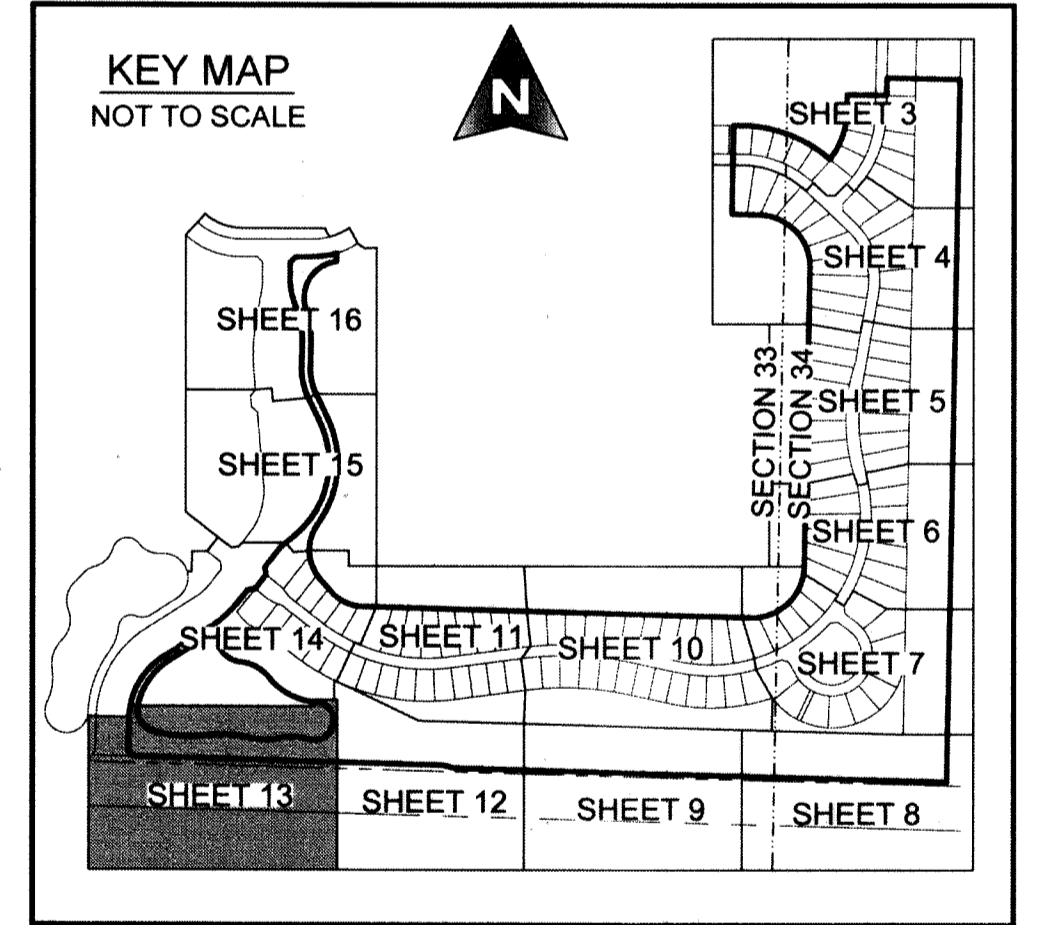 KEY MAP
NOT TO SCALE
N
SHEET 3
SHEET 4
SHEET 16
SECTION 33
SECTION 34
SHEET 5
SHEET 15
SHEET 6
SHEET 14
SHEET 11
SHEET 10
SHEET 7
SHEET 13
SHEET 12
SHEET 9
SHEET 8